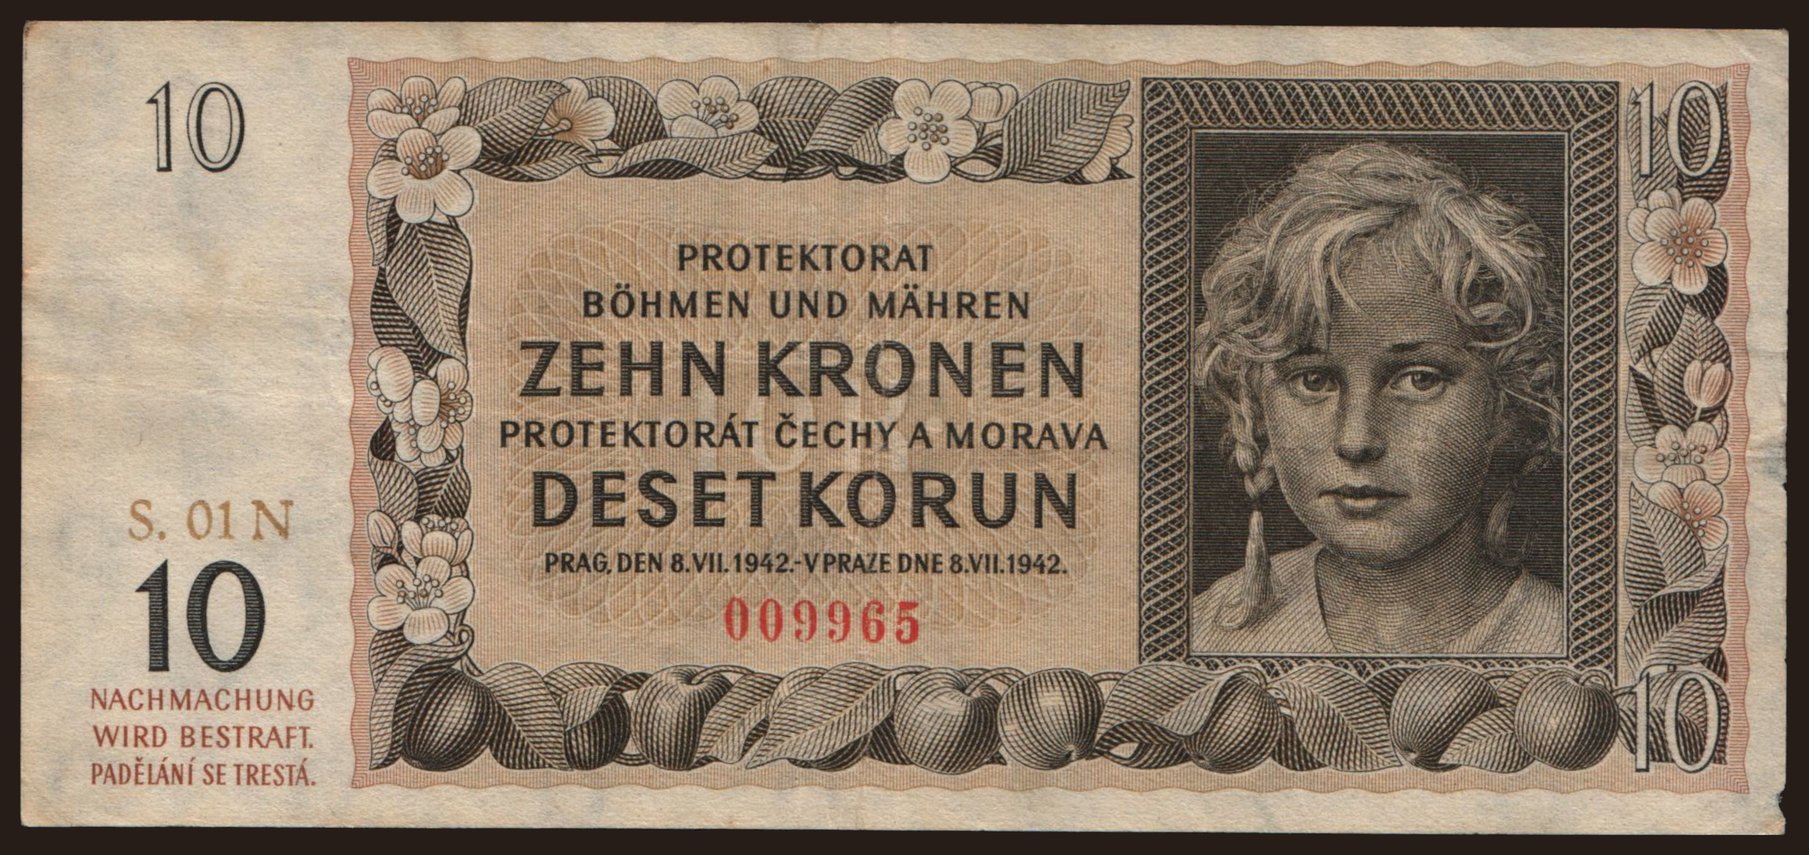 10
10
PROTEKTORAT
BÖHMEN UND MÄHREN
ZEHN KRONEN
PROTEKTORÁT ČECHY A MORAVA
DESET KORUN
PRAG, DEN 8.VII.1942.-V PRAZE DNE 8.VII.1942.
009965
S. 01 N
10
NACHMACHUNG
WIRD BESTRAFT.
PADĚLÁNÍ SE TRESTÁ.
10